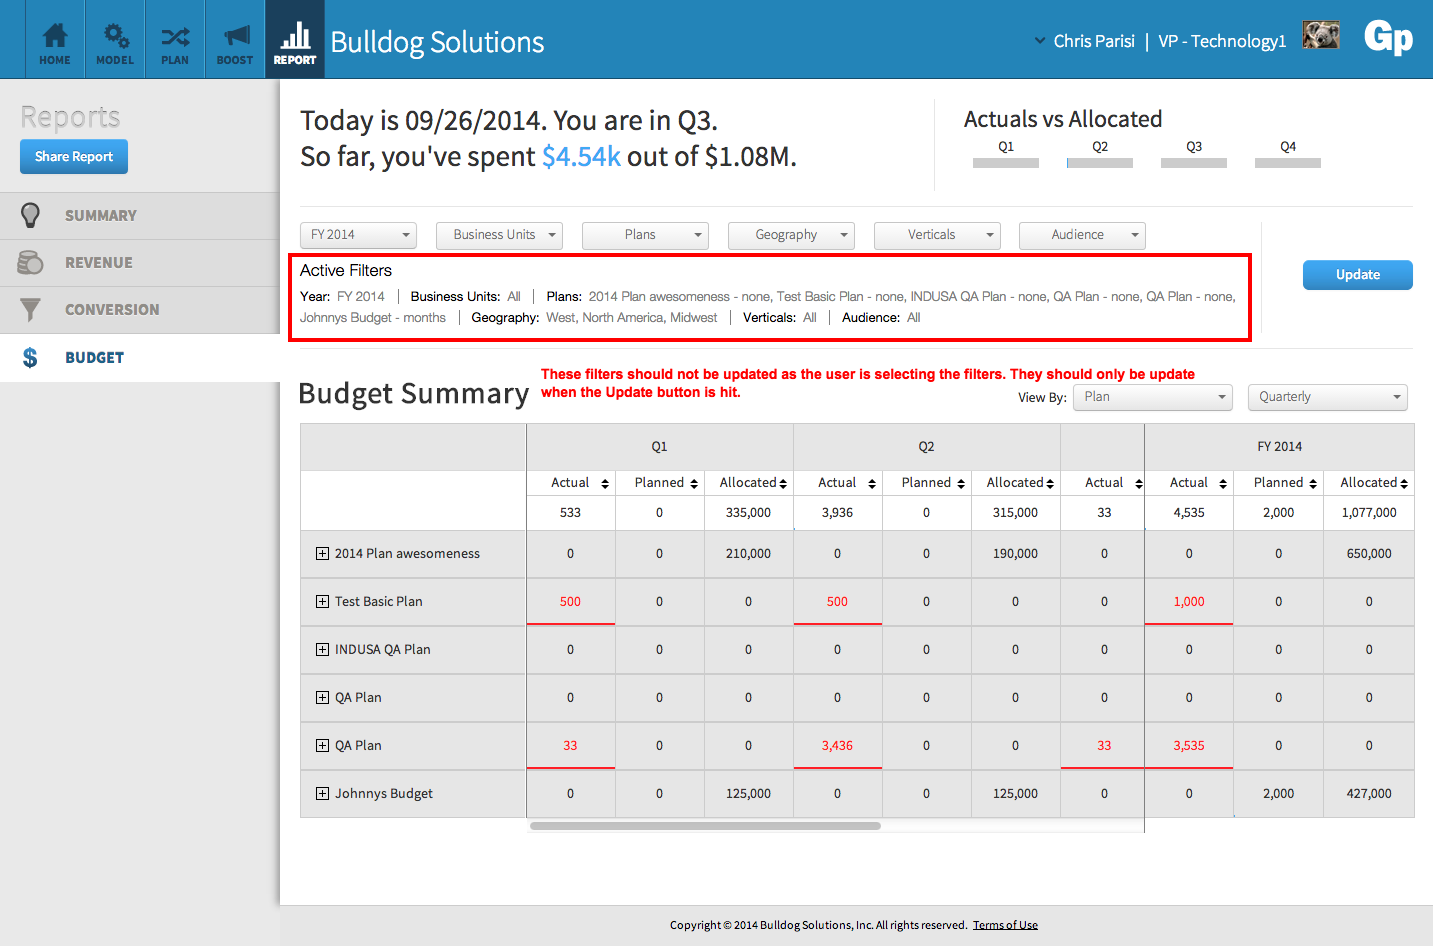 HOME MODEL PLAN BOOST REPORT
Bulldog Solutions
Chris Parisi | VP - Technology1
Gp
Reports
Share Report
SUMMARY
REVENUE
CONVERSION
$ BUDGET
Today is 09/26/2014. You are in Q3.
So far, you've spent $4.54k out of $1.08M.
Actuals vs Allocated
Q1 Q2 Q3 Q4
FY 2014 Business Units Plans Geography Verticals Audience
Update
Active Filters
Year: FY 2014 | Business Units: All | Plans: 2014 Plan awesomeness - none, Test Basic Plan - none, INDUSA QA Plan - none, QA Plan - none, QA Plan - none,
Johnnys Budget - months | Geography: West, North America, Midwest | Verticals: All | Audience: All
These filters should not be updated as the user is selecting the filters. They should only be update
when the Update button is hit.
Budget Summary
View By: Plan Quarterly
Q1 Q2 FY 2014
Actual Planned Allocated Actual Planned Allocated Actual Actual Planned Allocated
533 0 335,000 3,936 0 315,000 33 4,535 2,000 1,077,000
2014 Plan awesomeness 0 0 210,000 0 0 190,000 0 0 0 650,000
Test Basic Plan 500 0 0 500 0 0 0 1,000 0 0
INDUSA QA Plan 0 0 0 0 0 0 0 0 0 0
QA Plan 0 0 0 0 0 0 0 0 0 0
QA Plan 33 0 0 3,436 0 0 33 3,535 0 0
Johnnys Budget 0 0 125,000 0 0 125,000 0 0 2,000 427,000
Copyright © 2014 Bulldog Solutions, Inc. All rights reserved. Terms of Use